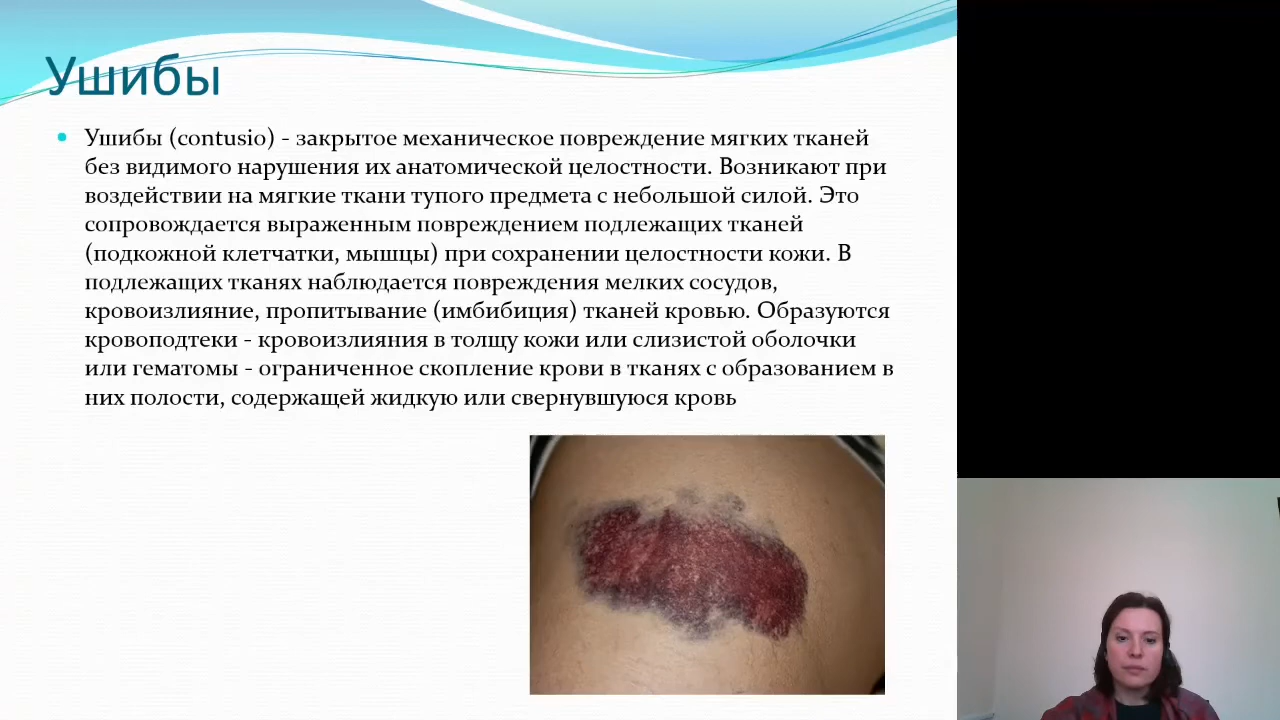 Ушибы
Ушибы (contusio) - закрытое механическое повреждение мягких тканей
без видимого нарушения их анатомической целостности. Возникают при
воздействии на мягкие ткани тупого предмета с небольшой силой. Это
сопровождается выраженным повреждением подлежащих тканей
(подкожной клетчатки, мышцы) при сохранении целостности кожи. В
подлежащих тканях наблюдается повреждения мелких сосудов,
кровоизлияние, пропитывание (имбибиция) тканей кровью. Образуются
кровоподтеки - кровоизлияния в толщу кожи или слизистой оболочки
или гематомы - ограниченное скопление крови в тканях с образованием в
них полости, содержащей жидкую или свернувшуюся кровь